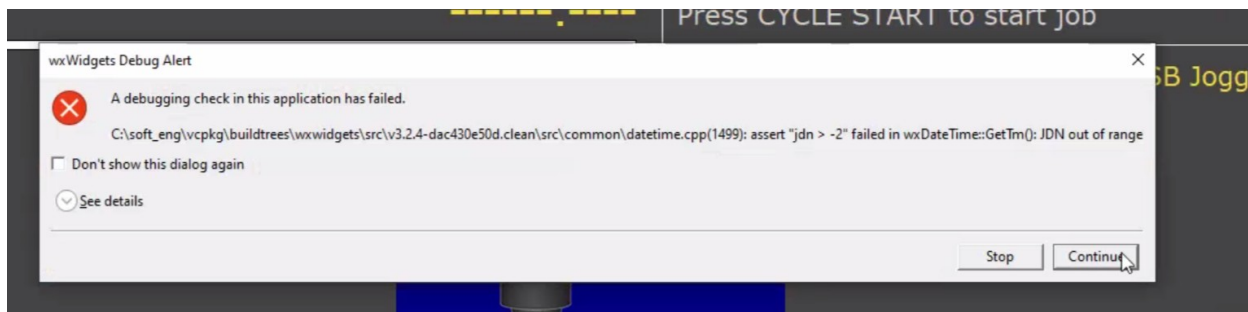 Press CYCLE START to start job
wxWidgets Debug Alert
SB Jogg
A debugging check in this application has failed.
C:\soft_eng\vcpkg\buildtrees\wxwidgets\src\v3.2.4-dac430e50d.clean\src\common\datetime.cpp(1499): assert "jdn > -2" failed in wxDateTime::GetTm(): JDN out of range
Don't show this dialog again
See details
Stop
Continue